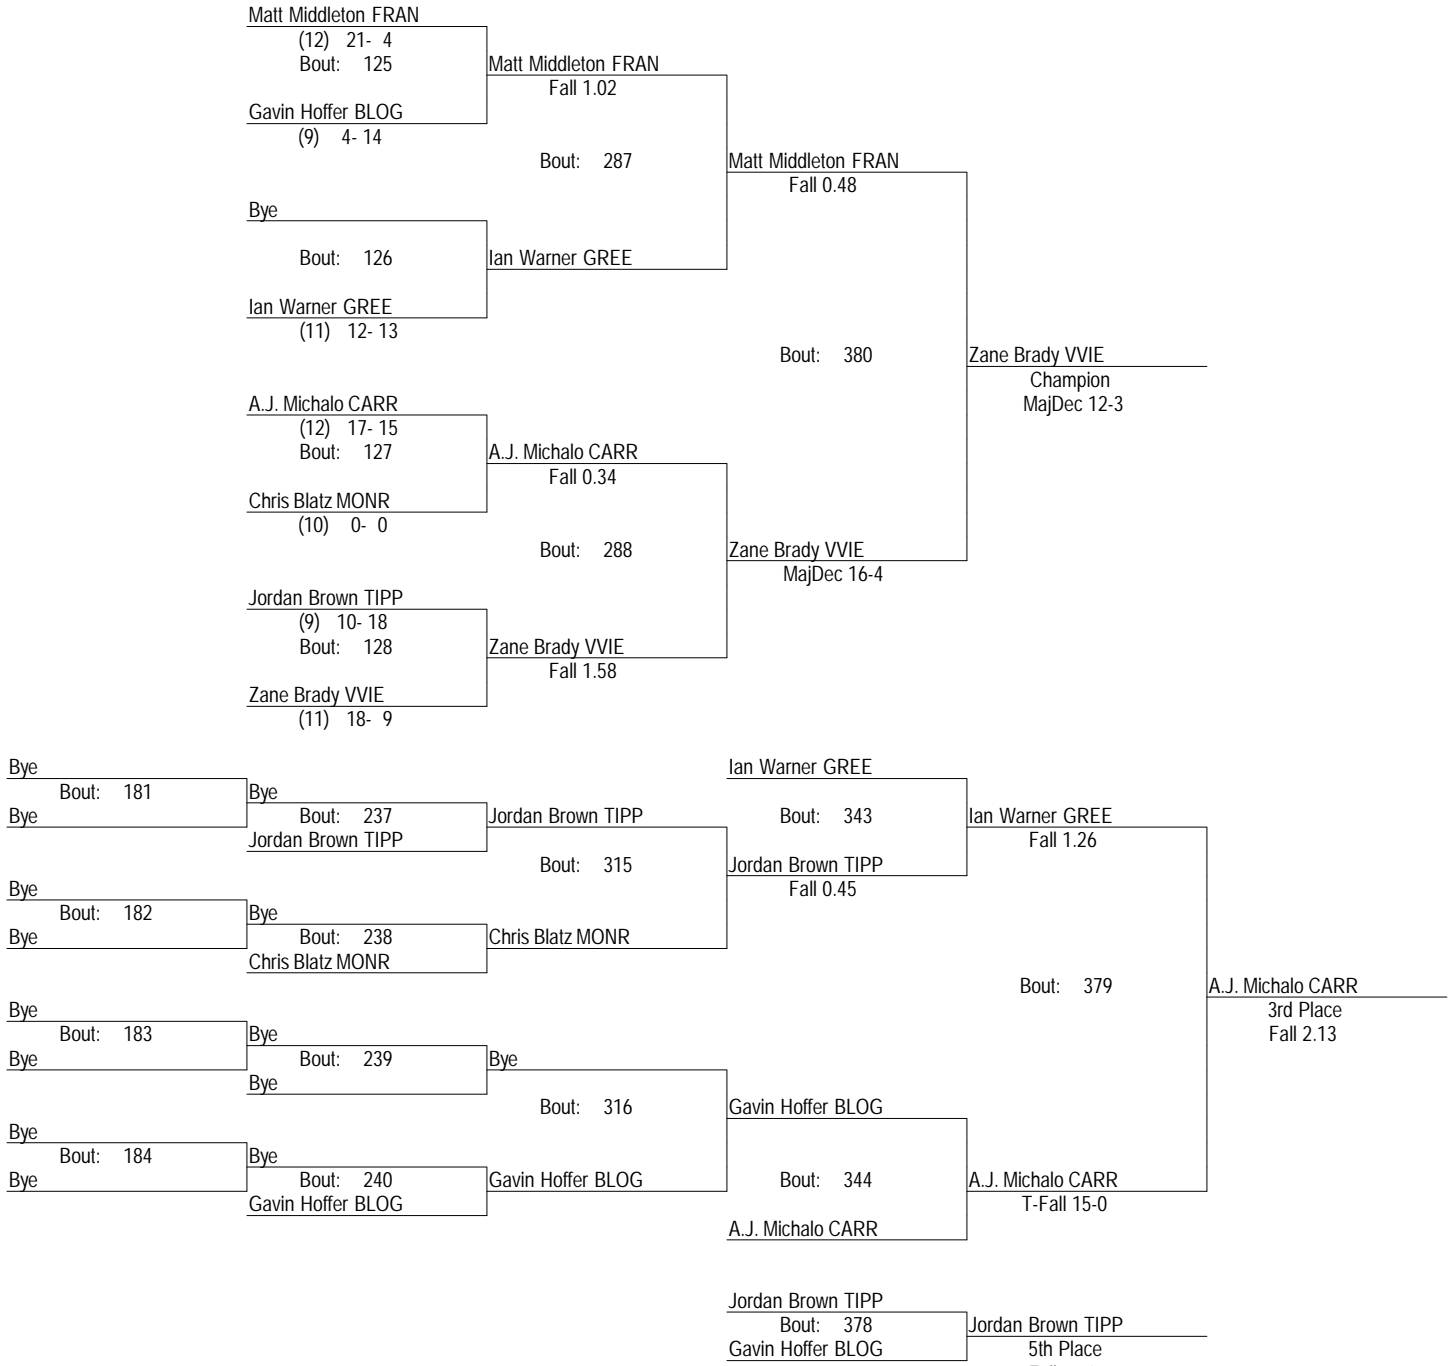 Matt Middleton FRAN
(12) 21- 4
Bout: 125
Matt Middleton FRAN
Fall 1.02
Gavin Hoffer BLOG
(9) 4- 14
Bout: 287
Matt Middleton FRAN
Fall 0.48
Bye
Bout: 126
Ian Warner GREE
Ian Warner GREE
(11) 12- 13
Bout: 380
Zane Brady VVIE
Champion
MajDec 12-3
A.J. Michalo CARR
(12) 17- 15
Bout: 127
A.J. Michalo CARR
Fall 0.34
Chris Blatz MONR
(10) 0- 0
Bout: 288
Zane Brady VVIE
MajDec 16-4
Jordan Brown TIPP
(9) 10- 18
Bout: 128
Zane Brady VVIE
Fall 1.58
Zane Brady VVIE
(11) 18- 9
Bye
Bout: 181
Bye
Bye
Bout: 237
Jordan Brown TIPP
Jordan Brown TIPP
Bout: 315
Ian Warner GREE
Bout: 343
Jordan Brown TIPP
Fall 0.45
Ian Warner GREE
Fall 1.26
Bye
Bout: 182
Bye
Bye
Bout: 238
Chris Blatz MONR
Chris Blatz MONR
Bout: 379
A.J. Michalo CARR
3rd Place
Fall 2.13
Bye
Bout: 183
Bye
Bye
Bout: 239
Bye
Bye
Bout: 316
Gavin Hoffer BLOG
Bye
Bout: 184
Bye
Bye
Bout: 240
Gavin Hoffer BLOG
Gavin Hoffer BLOG
Bout: 344
A.J. Michalo CARR
A.J. Michalo CARR
T-Fall 15-0
Jordan Brown TIPP
Bout: 378
Gavin Hoffer BLOG
Jordan Brown TIPP
5th Place